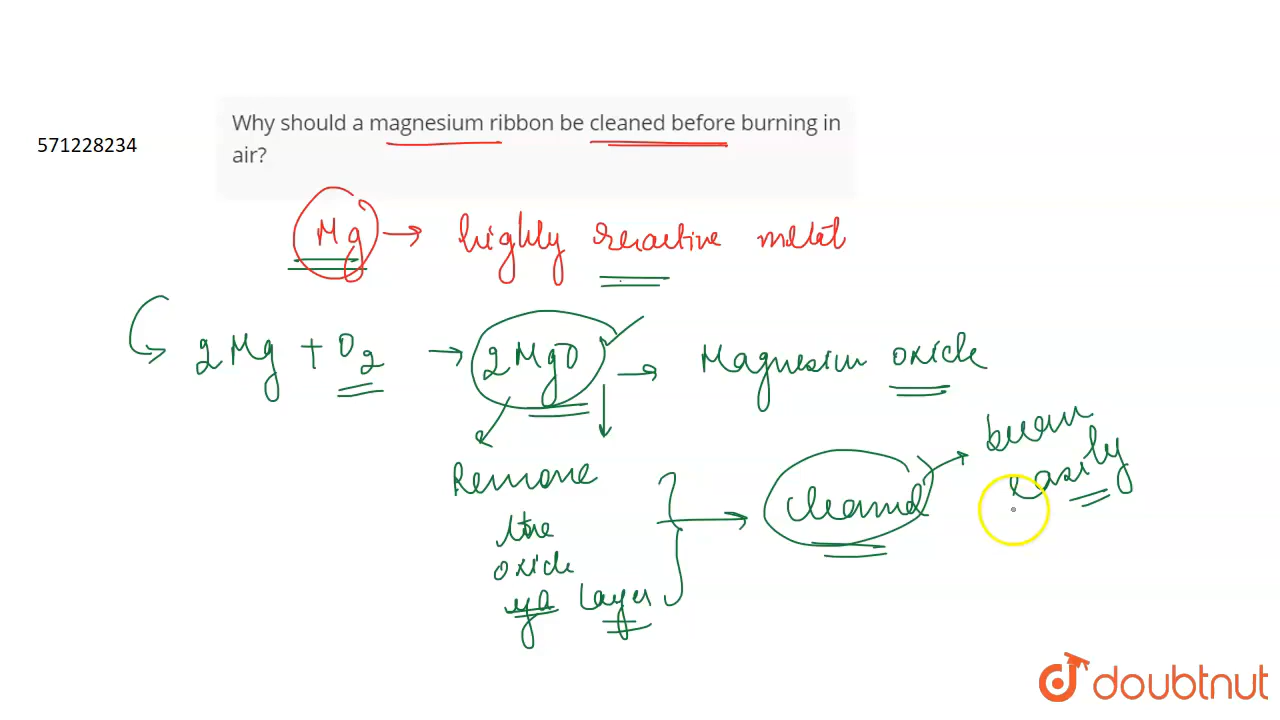 571228234
Why should a magnesium ribbon be cleaned before burning in
air?
Mg → highly reactive metal
2Mg + O2 → 2MgO → Magnesium oxide
Remove
the
oxide
layer
cleaned
burn
easily
doubtnut